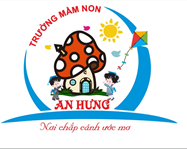 TRƯỜNG MẦM NON
AN HƯNG
Nơi chắp cánh ước mơ